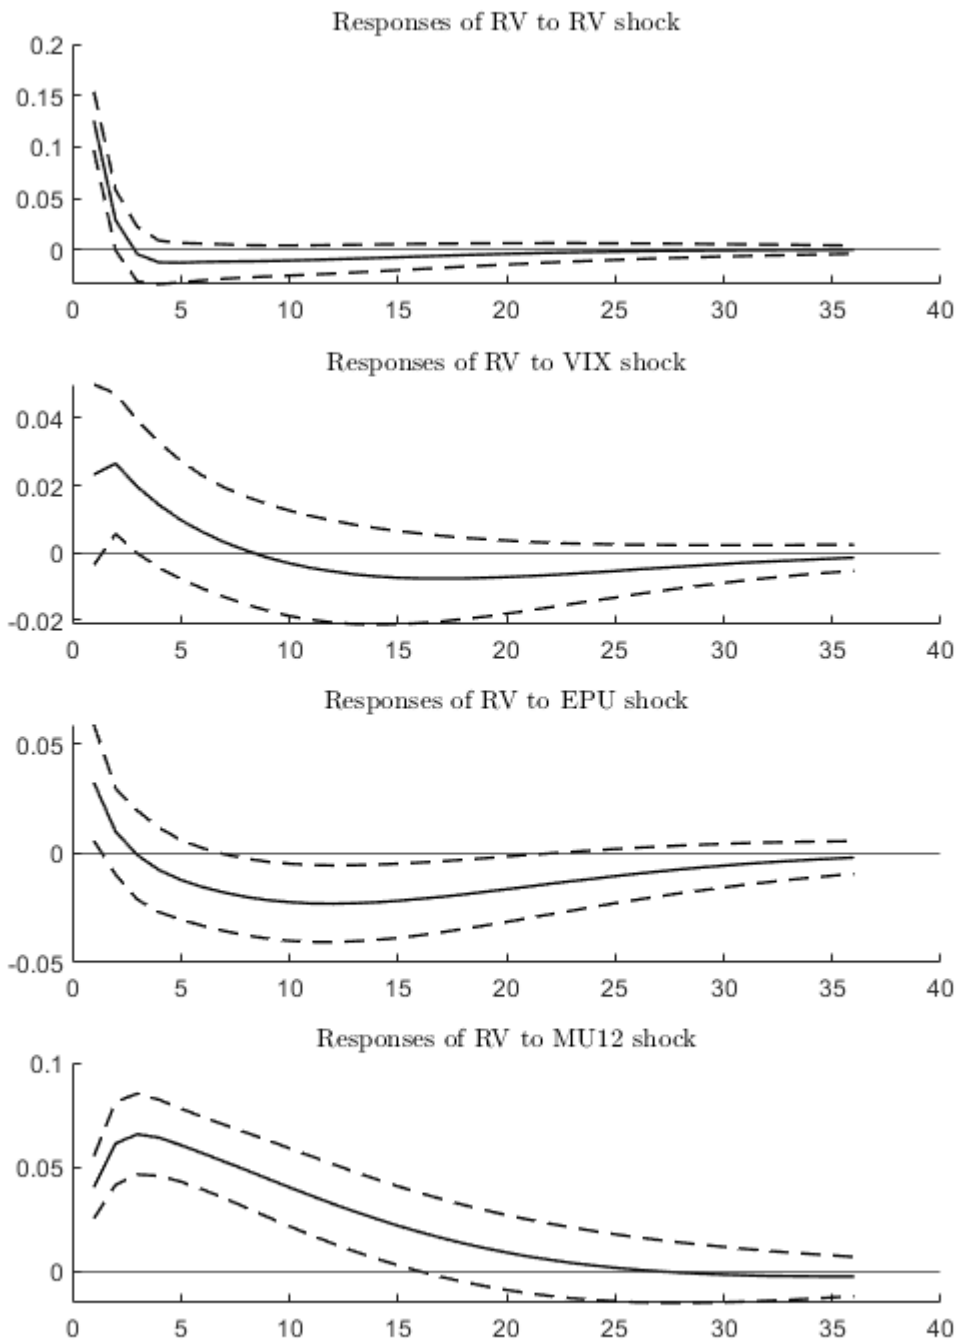 Responses of RV to RV shock
0.2
0.15
0.1
0.05
0
0 5 10 15 20 25 30 35 40
Responses of RV to VIX shock
0.04
0.02
0
-0.02
0 5 10 15 20 25 30 35 40
Responses of RV to EPU shock
0.05
0
-0.05
0 5 10 15 20 25 30 35 40
Responses of RV to MU12 shock
0.1
0.05
0
0 5 10 15 20 25 30 35 40